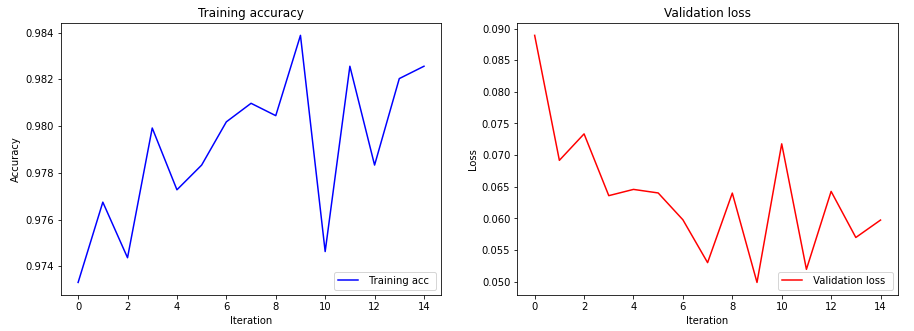 Training accuracy
Accuracy
0.984
0.982
0.980
0.978
0.976
0.974
0 2 4 6 8 10 12 14
Iteration
Training acc
Validation loss
Loss
0.090
0.085
0.080
0.075
0.070
0.065
0.060
0.055
0.050
0 2 4 6 8 10 12 14
Iteration
Validation loss